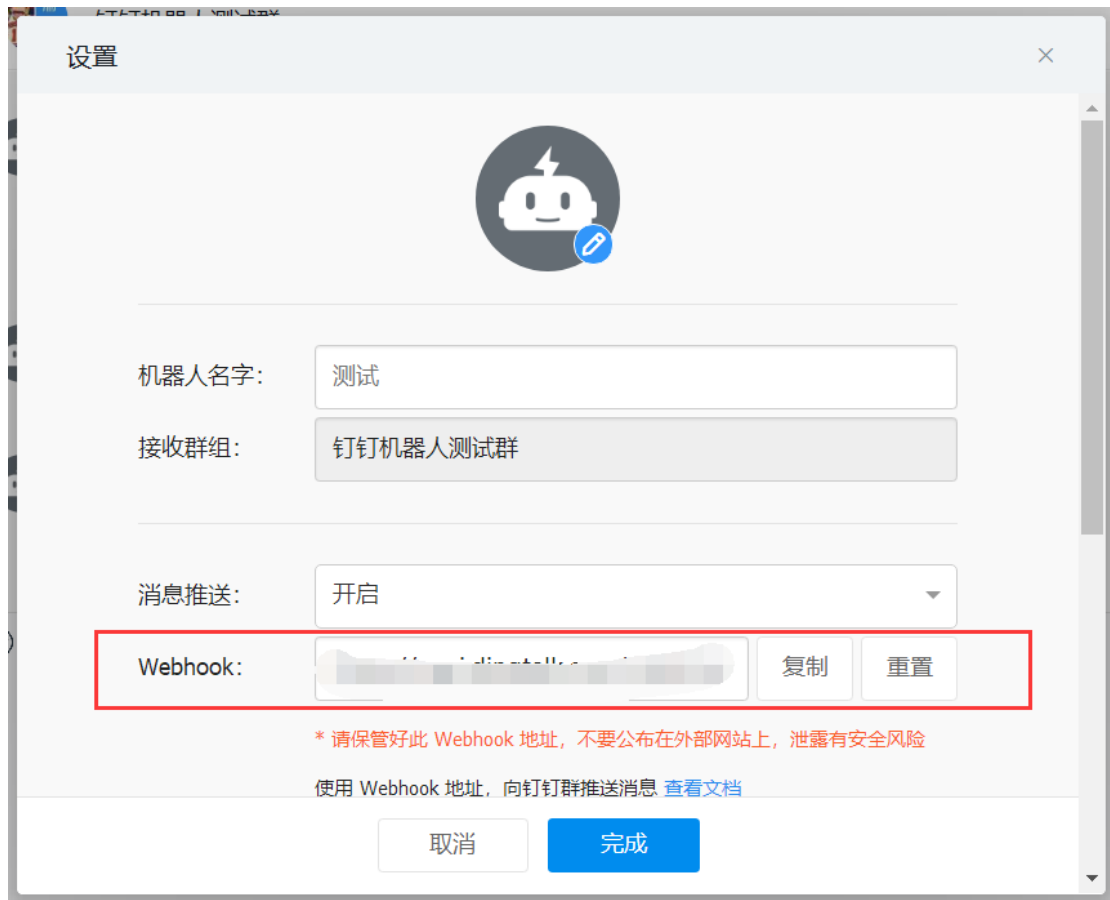 设置
机器人名字:
测试
接收群组:
钉钉机器人测试群
消息推送:
开启
Webhook:
复制
重置
* 请保管好此 Webhook 地址，不要公布在外部网站上，泄露有安全风险
使用 Webhook 地址，向钉钉群推送消息 查看文档
取消
完成